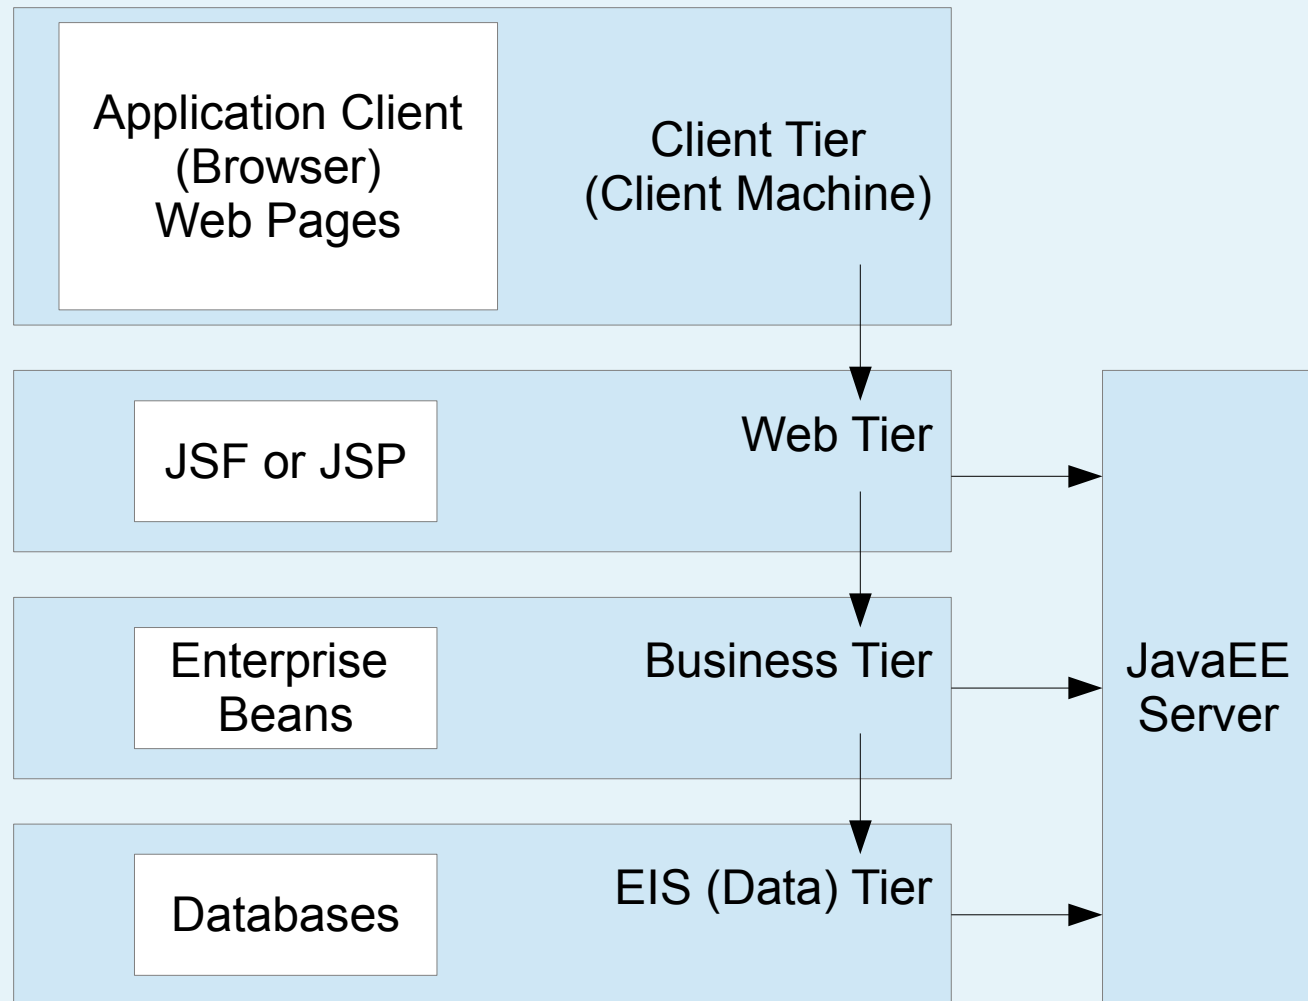 Application Client
(Browser)
Web Pages
Client Tier
(Client Machine)
JSF or JSP
Web Tier
Enterprise
Beans
Business Tier
JavaEE
Server
Databases
EIS (Data) Tier